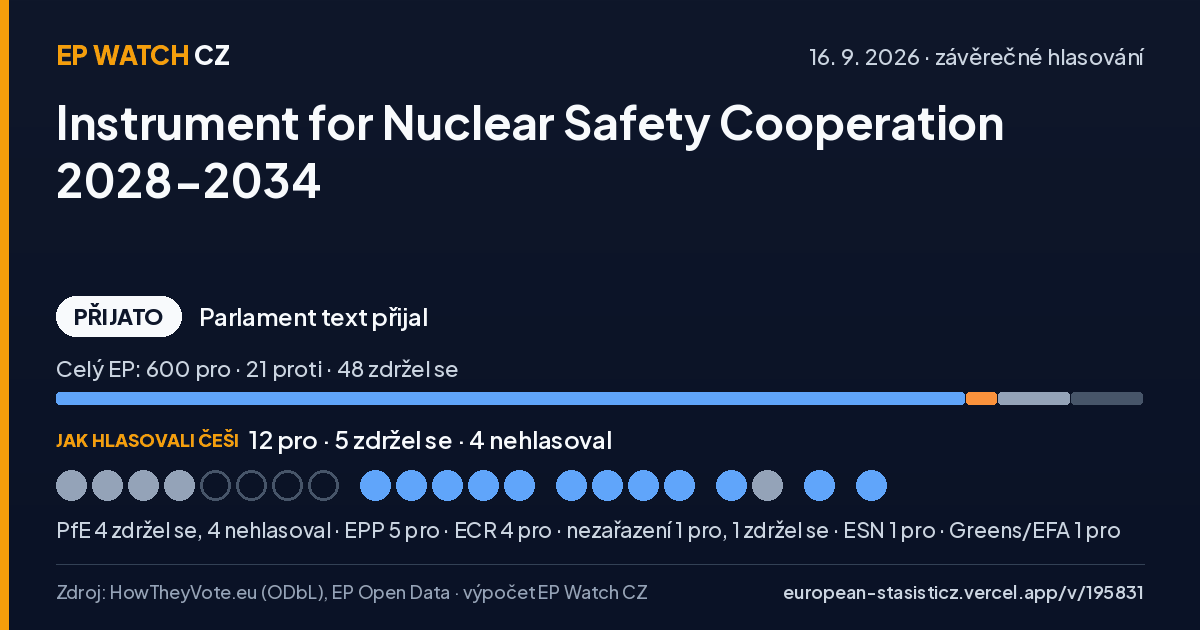 EP WATCH CZ
16. 9. 2026 · závěrečné hlasování
Instrument for Nuclear Safety Cooperation
2028–2034
PŘIJATO Parlament text přijal
Celý EP: 600 pro · 21 proti · 48 zdržel se
JAK HLASOVALI ČEŠI 12 pro · 5 zdržel se · 4 nehlasoval
PfE 4 zdržel se, 4 nehlasoval · EPP 5 pro · ECR 4 pro · nezařazení 1 pro, 1 zdržel se · ESN 1 pro · Greens/EFA 1 pro
Zdroj: HowTheyVote.eu (ODbL), EP Open Data · výpočet EP Watch CZ
european-stasisticz.vercel.app/v/195831